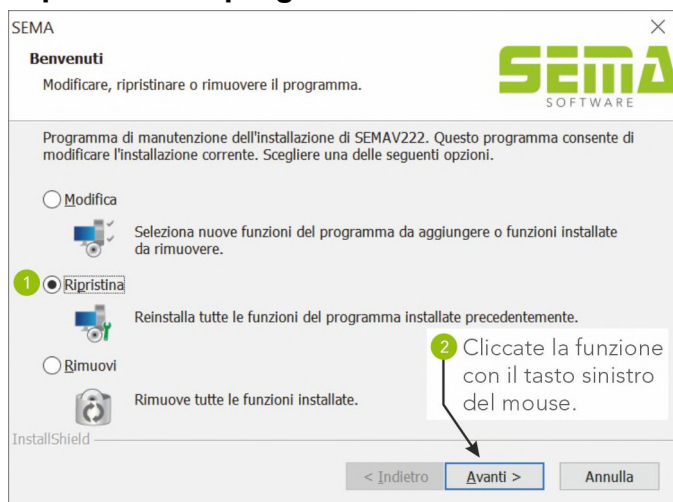 SEMA
Benvenuti
Modificare, ripristinare o rimuovere il programma.
SEMA
SOFTWARE
Programma di manutenzione dell'installazione di SEMAV222. Questo programma consente di
modificare l'installazione corrente. Scegliere una delle seguenti opzioni.
Modifica
Seleziona nuove funzioni del programma da aggiungere o funzioni installate
da rimuovere.
1 Ripristina
Reinstalla tutte le funzioni del programma installate precedentemente.
2 Cliccate la funzione
con il tasto sinistro
del mouse.
Rimuovi
Rimuove tutte le funzioni installate.
InstallShield
< Indietro Avanti > Annulla